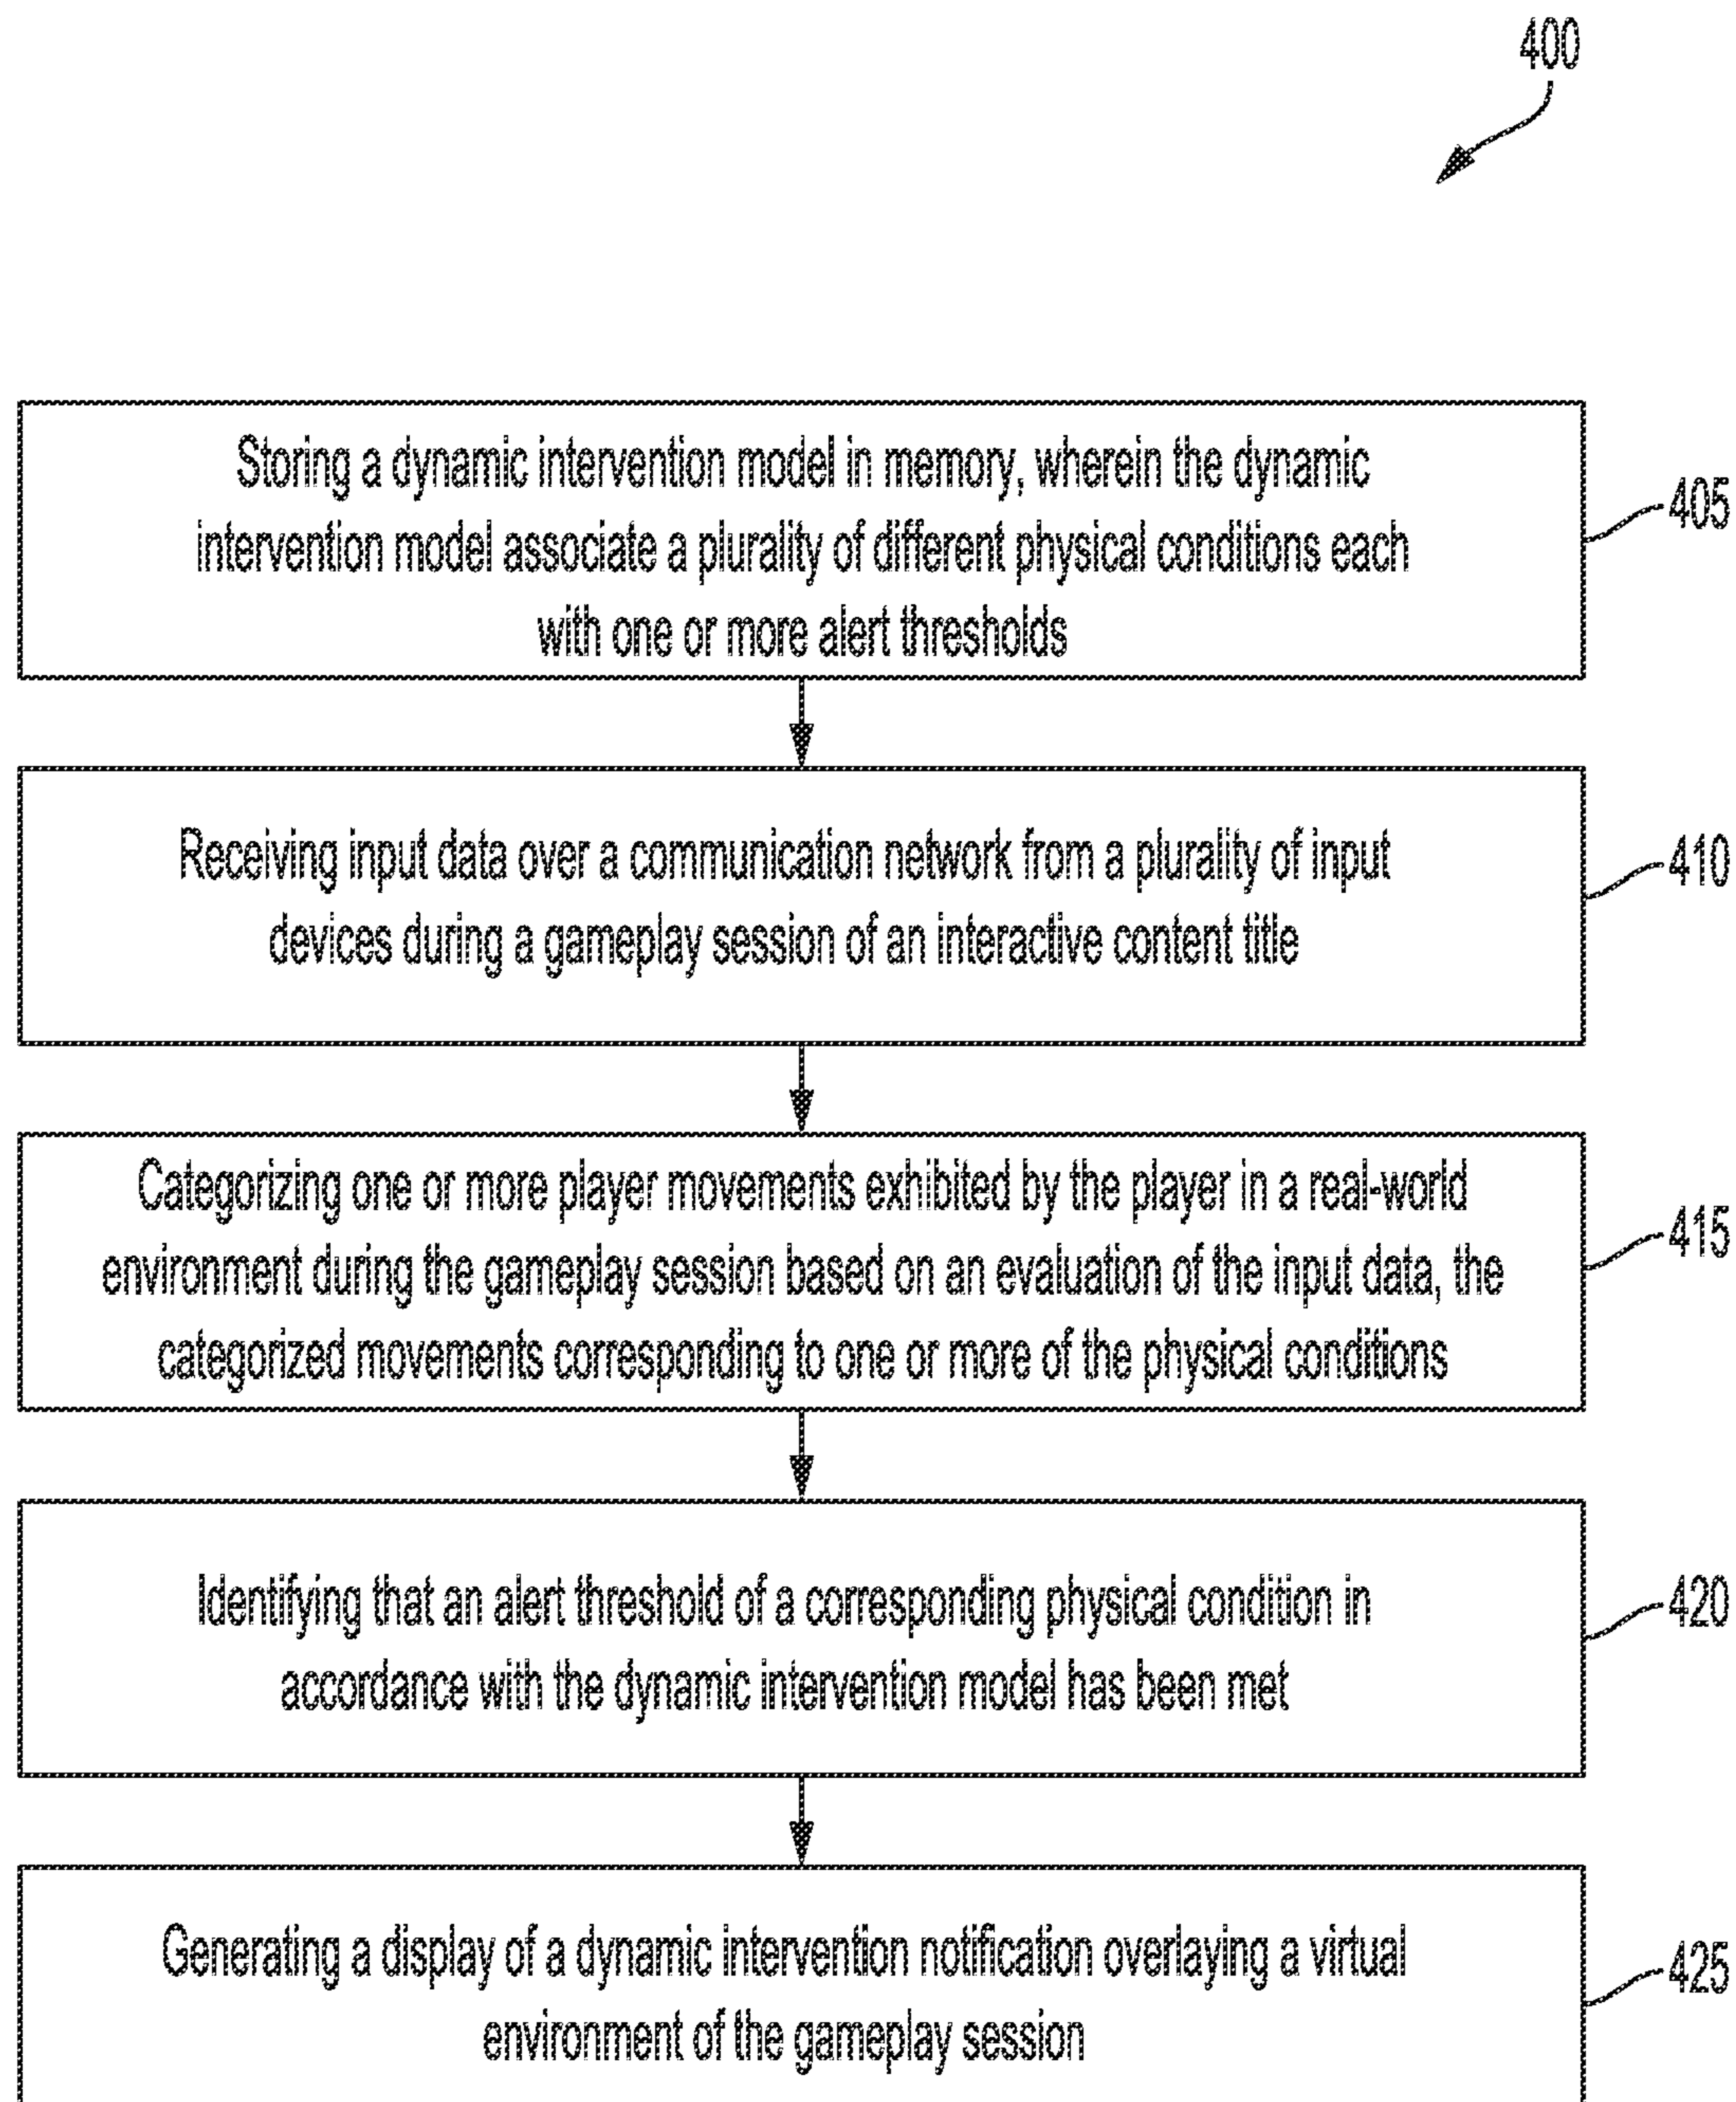 400
Storing a dynamic intervention model in memory, wherein the dynamic
intervention model associate a plurality of different physical conditions each
with one or more alert thresholds
405
Receiving input data over a communication network from a plurality of input
devices during a gameplay session of an interactive content title
410
Categorizing one or more player movements exhibited by the player in a real-world
environment during the gameplay session based on an evaluation of the input data, the
categorized movements corresponding to one or more of the physical conditions
415
Identifying that an alert threshold of a corresponding physical condition in
accordance with the dynamic intervention model has been met
420
Generating a display of a dynamic intervention notification overlaying a virtual
environment of the gameplay session
425